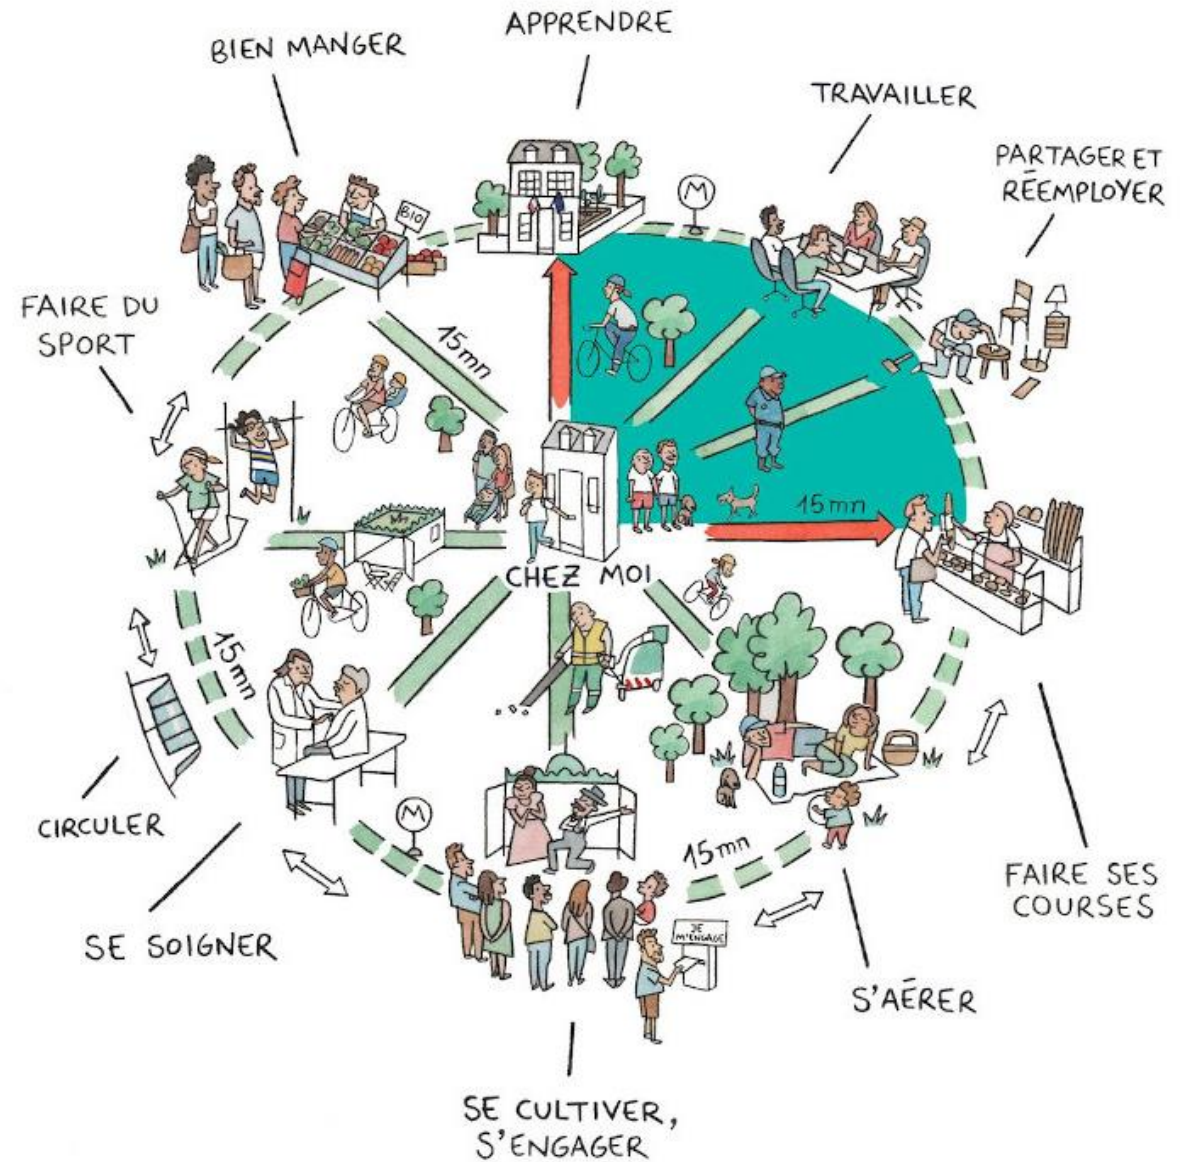 APPRENDRE
BIEN MANGER
TRAVAILLER
PARTAGER ET
RÉEMPLOYER
M
BIO
FAIRE DU
SPORT
15mn
15mn
CHEZ MOI
15mn
M
CIRCULER
15mn
FAIRE SES
COURSES
SE SOIGNER
JE
M'ENGAGE
S'AÉRER
SE CULTIVER,
S'ENGAGER